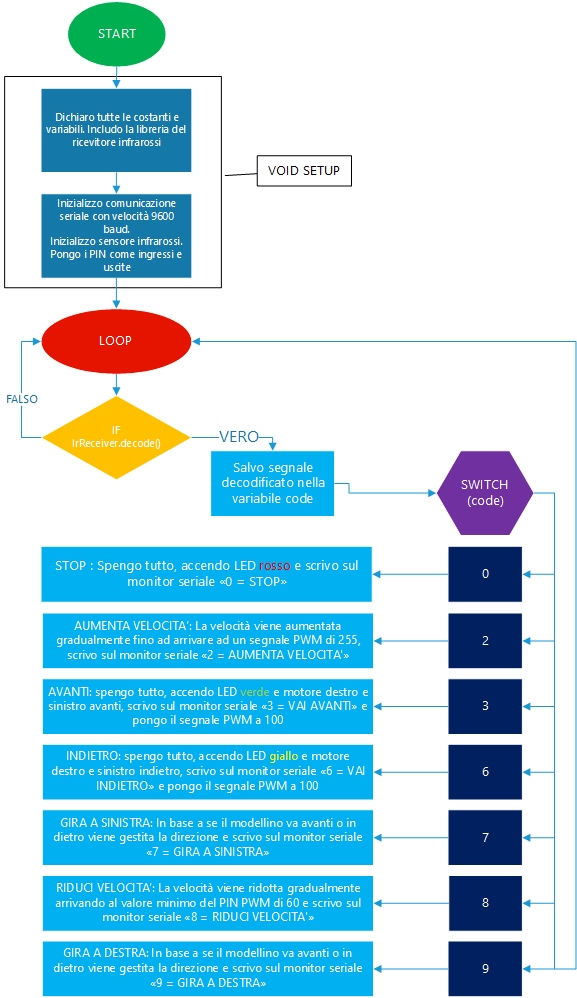 START
Dichiaro tutte le costanti e
variabili. Includo la libreria del
ricevitore infrarossi
VOID SETUP
Inizializzo comunicazione
seriale con velocità 9600
baud.
Inizializzo sensore infrarossi.
Pongo i PIN come ingressi e
uscite
LOOP
FALSO
IF
IrReceiver.decode()
VERO
Salvo segnale
decodificato nella
variabile code
SWITCH
(code)
STOP : Spengo tutto, accendo LED rosso e scrivo sul
monitor seriale «0 = STOP»
0
AUMENTA VELOCITA': La velocità viene aumentata
gradualmente fino ad arrivare ad un segnale PWM di 255,
scrivo sul monitor seriale «2 = AUMENTA VELOCITA'»
2
AVANTI: spengo tutto, accendo LED verde e motore destro e
sinistro avanti, scrivo sul monitor seriale «3 = VAI AVANTI» e
pongo il segnale PWM a 100
3
INDIETRO: spengo tutto, accendo LED giallo e motore
destro e sinistro indietro, scrivo sul monitor seriale «6 = VAI
INDIETRO» e pongo il segnale PWM a 100
6
GIRA A SINISTRA: In base a se il modellino va avanti o in
dietro viene gestita la direzione e scrivo sul monitor seriale
«7 = GIRA A SINISTRA»
7
RIDUCI VELOCITA': La velocità viene ridotta gradualmente
arrivando al valore minimo del PIN PWM di 60 e scrivo sul
monitor seriale «8 = RIDUCI VELOCITA'»
8
GIRA A DESTRA: In base a se il modellino va avanti o in
dietro viene gestita la direzione e scrivo sul monitor seriale
«9 = GIRA A DESTRA»
9